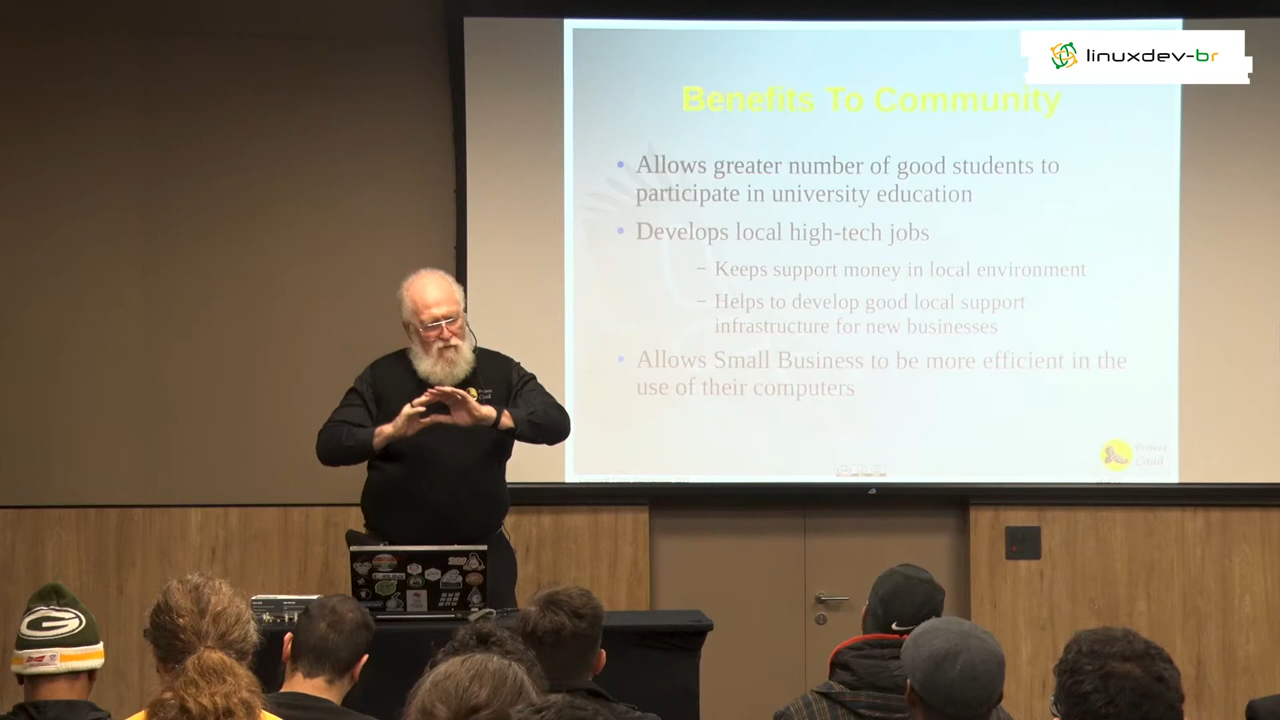 linuxdev-br
Benefits To Community
• Allows greater number of good students to
participate in university education
• Develops local high-tech jobs
– Keeps support money in local environment
– Helps to develop good local support
infrastructure for new businesses
• Allows Small Business to be more efficient in the
use of their computers
Project
Cauã
G